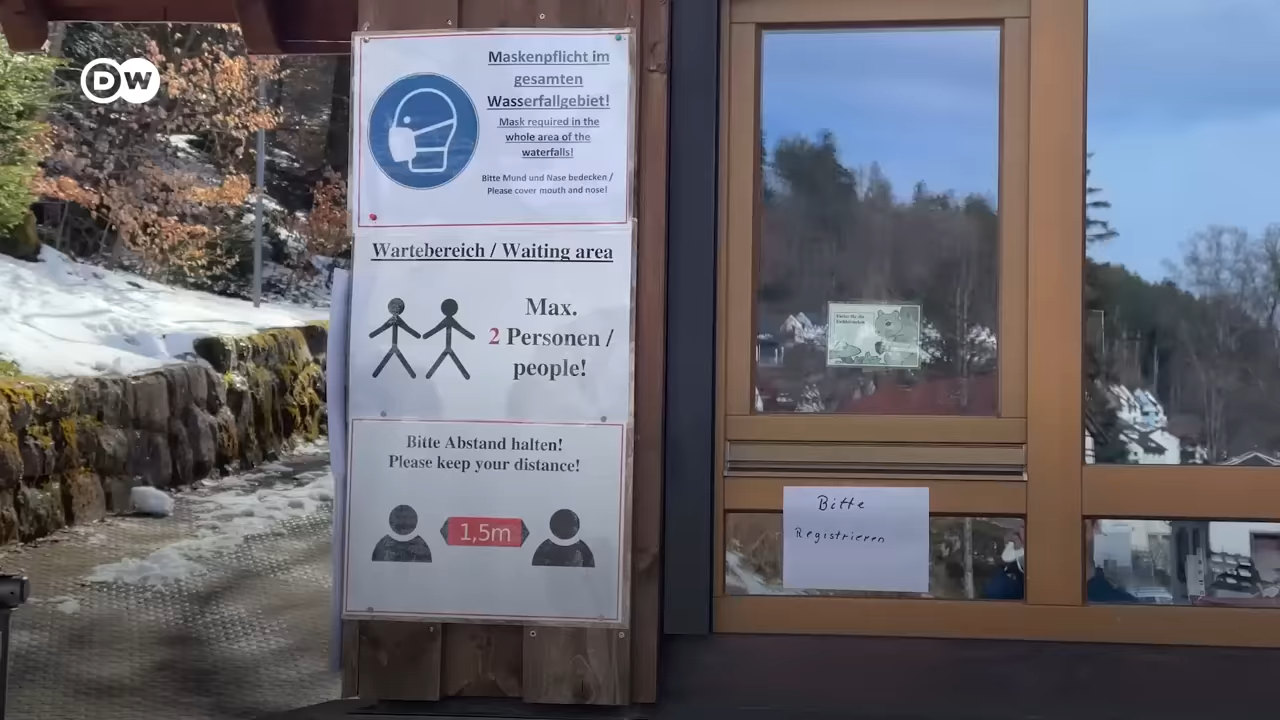 DW
Maskenpflicht im
gesamten
Wasserfallgebiet!
Mask required in the
whole area of the
waterfalls!
Bitte Mund und Nase bedecken /
Please cover mouth and nose!
Wartebereich / Waiting area
Max.
2 Personen /
people!
Bitte Abstand halten!
Please keep your distance!
1,5m
Bitte
Registrieren